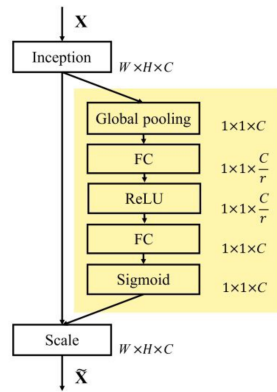 X
Inception
W×H×C
Global pooling
1×1×C
FC
1×1×C/r
ReLU
1×1×C/r
FC
1×1×C
Sigmoid
1×1×C
Scale
W×H×C
X̃